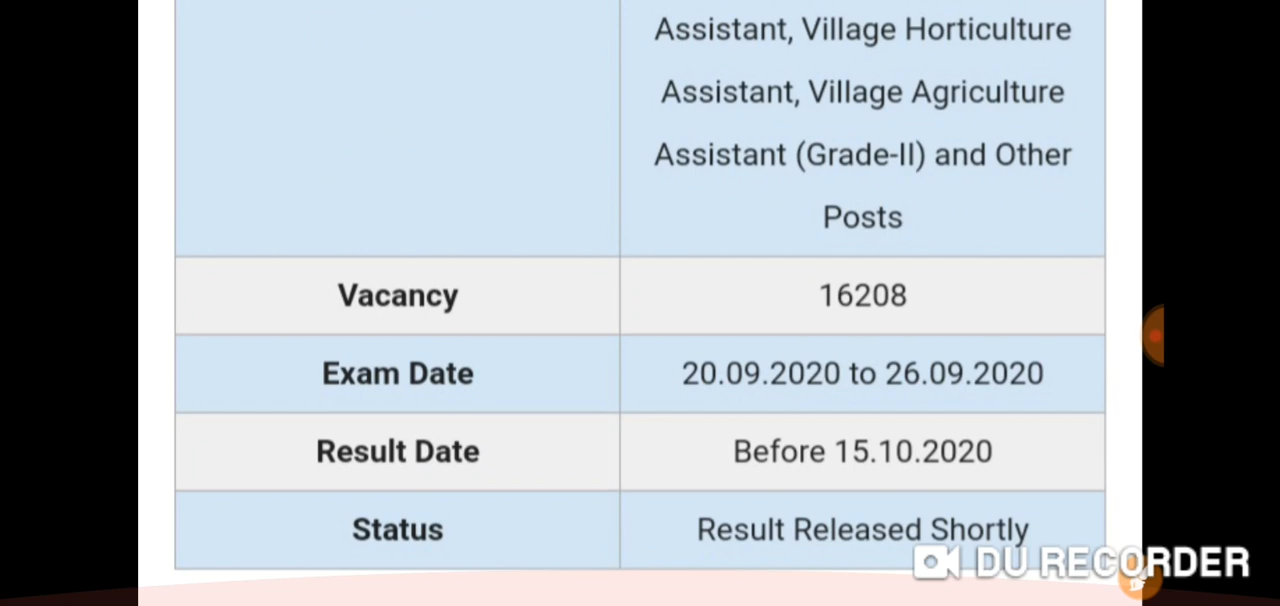 Assistant, Village Horticulture
Assistant, Village Agriculture
Assistant (Grade-II) and Other
Posts
Vacancy 16208
Exam Date 20.09.2020 to 26.09.2020
Result Date Before 15.10.2020
Status Result Released Shortly
DU RECORDER